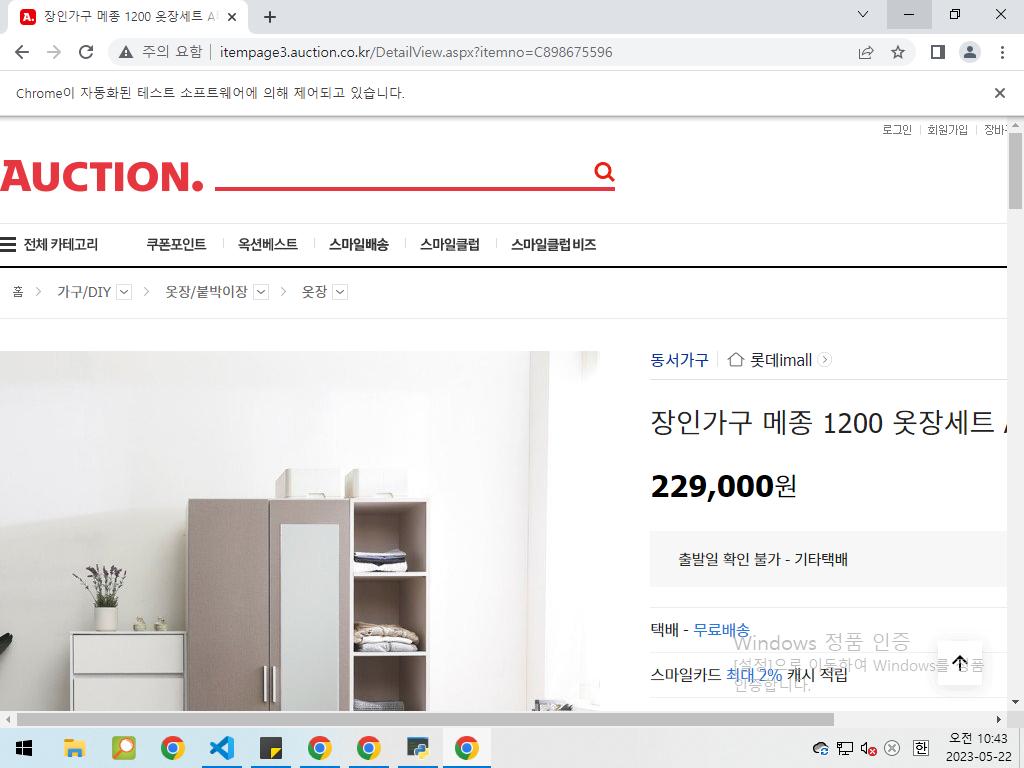 장인가구 메종 1200 옷장세트
주의 요함 itempage3.auction.co.kr/DetailView.aspx?itemno=C898675596
Chrome이 자동화된 테스트 소프트웨어에 의해 제어되고 있습니다.
로그인 회원가입
AUCTION.
전체 카테고리 쿠폰포인트 옥션베스트 스마일배송 스마일클럽 스마일클럽 비즈
홈 가구/DIY 옷장/붙박이장 옷장
동서가구 롯데imall
장인가구 메종 1200 옷장세트
229,000원
출발일 확인 불가 - 기타택배
택배 - 무료배송
Windows 정품 인증
[설정]으로 이동하여 Windows를 정품
인증합니다.
스마일카드 최대 2% 캐시 적립
한
오전 10:43
2023-05-22